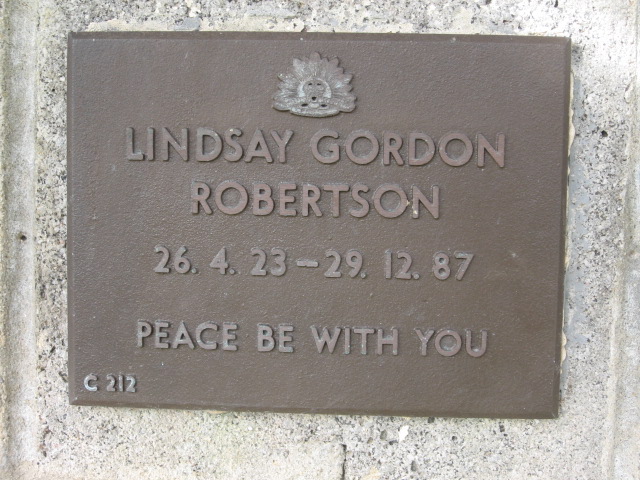 LINDSAY GORDON
ROBERTSON
26. 4. 23 - 29. 12. 87
PEACE BE WITH YOU
C 212